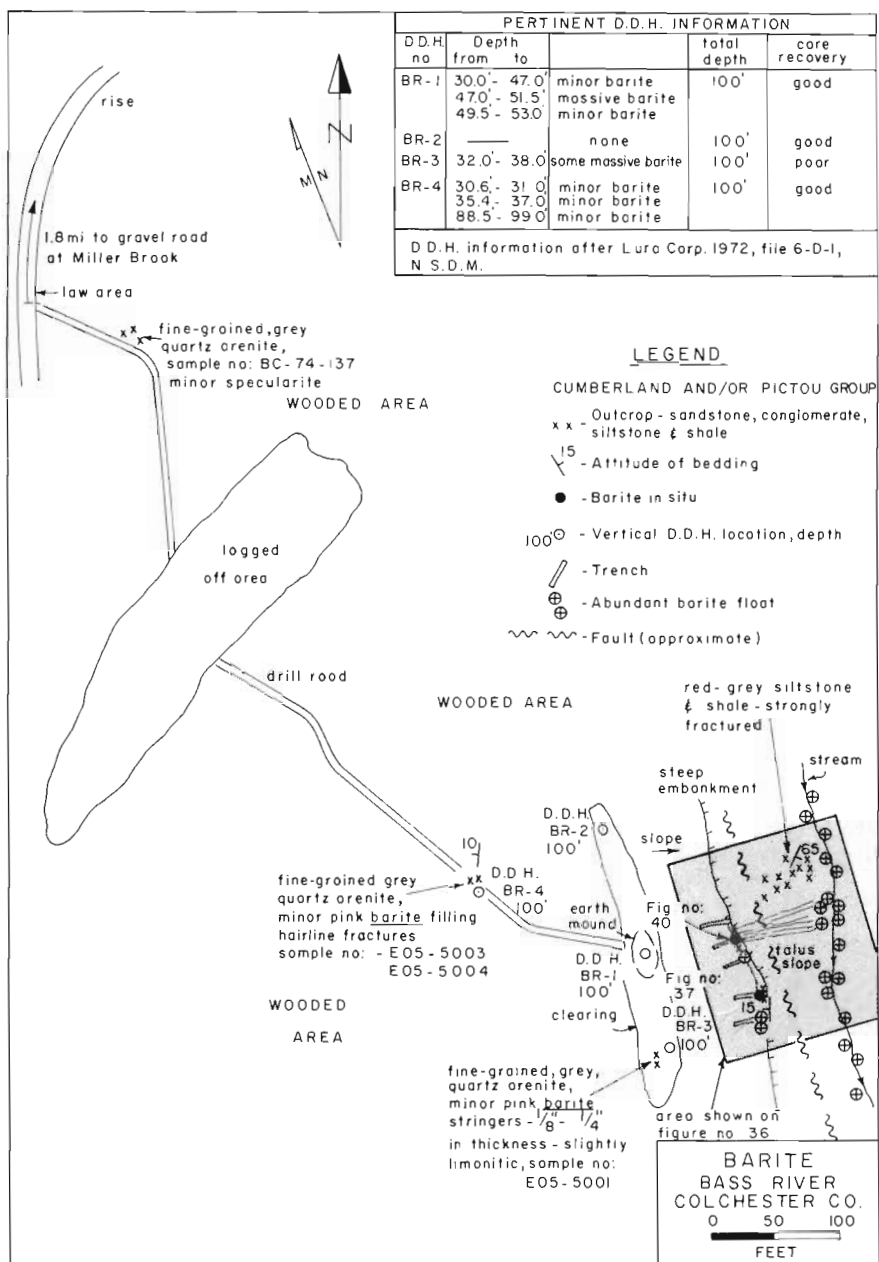 PERTINENT D.D.H. INFORMATION
D.D.H. no | Depth from to | | total depth | core recovery
BR-1 | 30.0'- 47.0' | minor barite | 100' | good
47.0'- 51.5' | massive barite
49.5'- 53.0' | minor barite
BR-2 | — | none | 100' | good
BR-3 | 32.0'- 38.0' | some massive barite | 100' | poor
BR-4 | 30.6'- 31.0' | minor barite | 100' | good
35.4'- 37.0' | minor barite
88.5'- 99.0' | minor barite
D.D.H. information after Lura Corp. 1972, file 6-D-1,
N.S.D.M.
rise
N
MN
1.8mi to gravel road
at Miller Brook
law area
fine-grained, grey
quartz arenite,
sample no: BC-74-137
minor specularite
WOODED AREA
LEGEND
CUMBERLAND AND/OR PICTOU GROUP
x x - Outcrop - sandstone, conglomerate,
siltstone & shale
15 - Attitude of bedding
- Barite in situ
100' - Vertical D.D.H. location, depth
- Trench
- Abundant barite float
- Fault (approximate)
logged
off area
drill road
WOODED AREA
red-grey siltstone
& shale - strongly
fractured
stream
steep
embankment
D.D.H.
BR-2
100'
slope
65
10
D.D.H.
BR-4
100'
fine-grained grey
quartz arenite,
minor pink barite filling
hairline fractures
sample no: - E05-5003
E05-5004
earth
mound
Fig no:
40
talus
slope
D.D.H.
BR-1
100'
Fig no:
37
15
D.D.H.
BR-3
100'
clearing
WOODED
AREA
fine-grained, grey,
quartz arenite,
minor pink barite
stringers - 1/8" - 1/4"
in thickness - slightly
limonitic, sample no:
E05-5001
area shown on
figure no 36
BARITE
BASS RIVER
COLCHESTER CO.
0 50 100
FEET